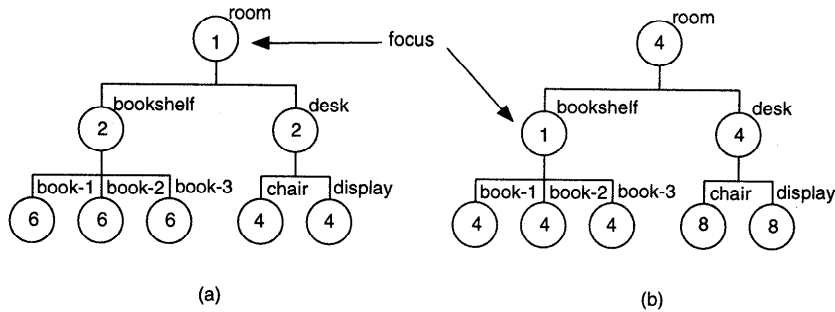 room
1
focus
room
4
bookshelf
2
desk
2
bookshelf
1
desk
4
book-1 book-2 book-3
6 6 6
chair display
4 4
book-1 book-2 book-3
4 4 4
chair display
8 8
(a)
(b)